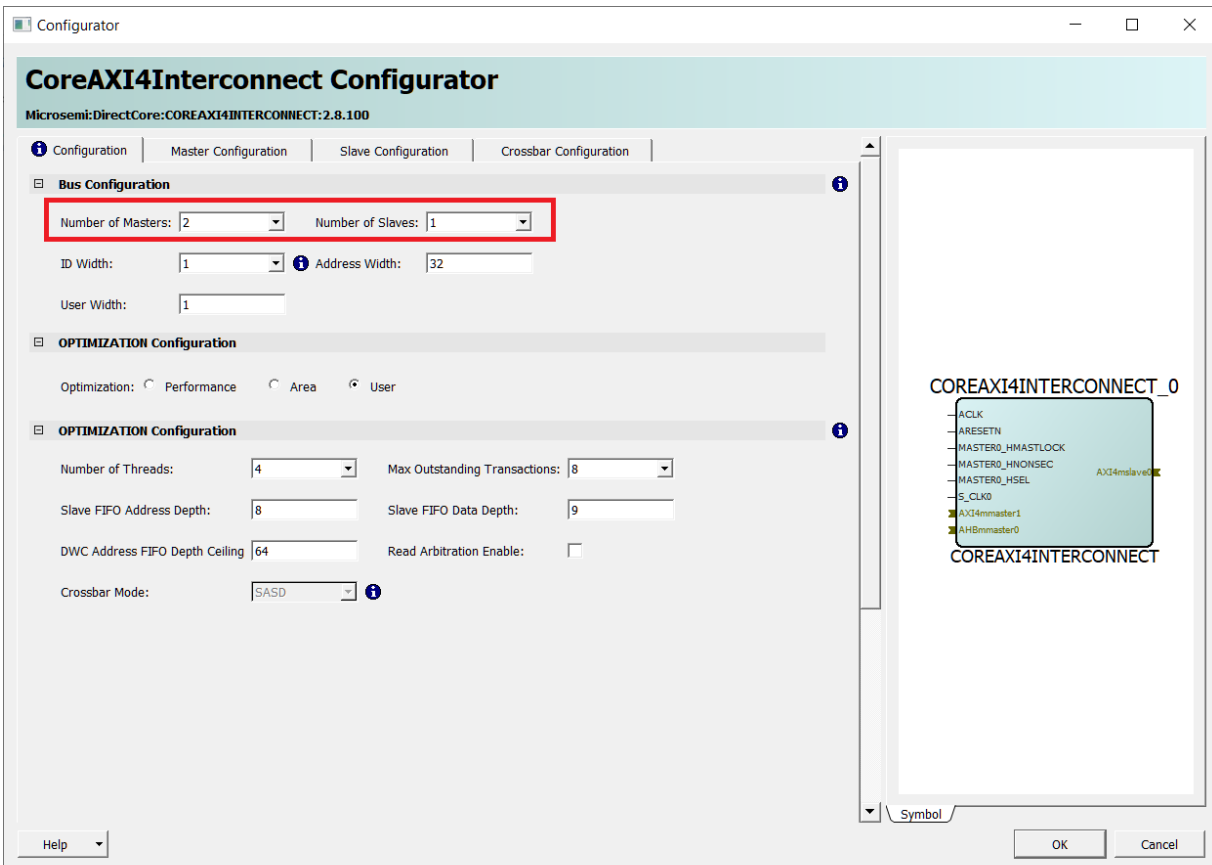 Configurator
CoreAXI4Interconnect Configurator
Microsemi:DirectCore:COREAXI4INTERCONNECT:2.8.100
Configuration Master Configuration Slave Configuration Crossbar Configuration
Bus Configuration
Number of Masters: 2 Number of Slaves: 1
ID Width: 1 Address Width: 32
User Width: 1
OPTIMIZATION Configuration
Optimization: Performance Area User
OPTIMIZATION Configuration
Number of Threads: 4 Max Outstanding Transactions: 8
Slave FIFO Address Depth: 8 Slave FIFO Data Depth: 9
DWC Address FIFO Depth Ceiling 64 Read Arbitration Enable:
Crossbar Mode: SASD
COREAXI4INTERCONNECT_0
ACLK
ARESETN
MASTER0_HMASTLOCK
MASTER0_HNONSEC
MASTER0_HSEL
S_CLK0
AXI4mmaster1
AHBmmaster0
AXI4mslave0
COREAXI4INTERCONNECT
Symbol
Help OK Cancel